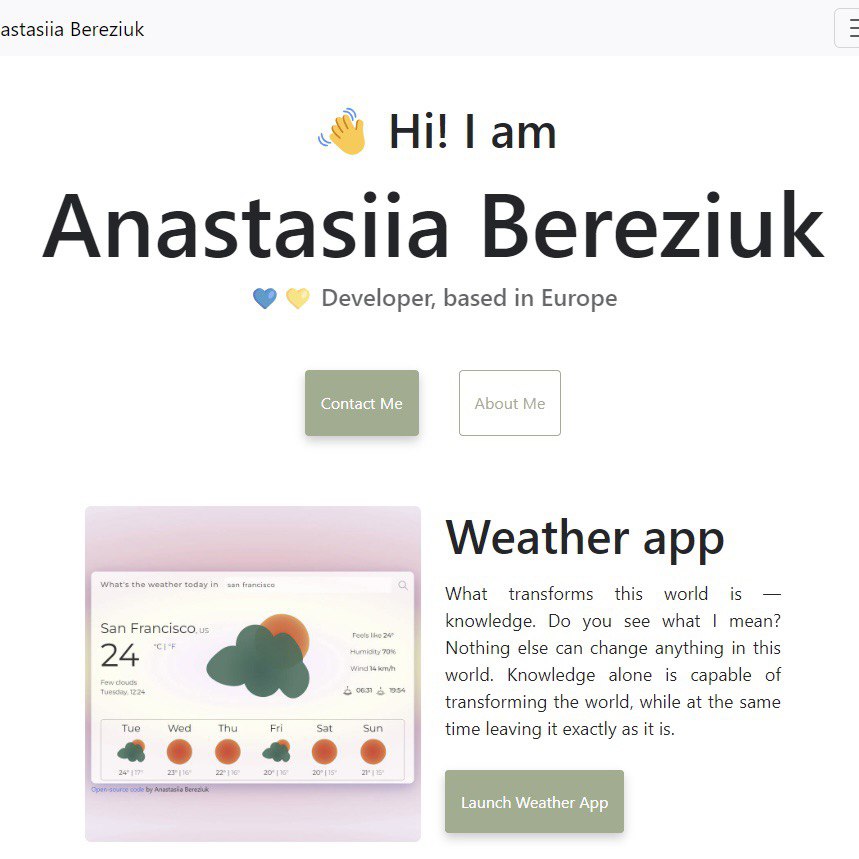 astasiia Bereziuk
👋 Hi! I am
Anastasiia Bereziuk
💙 💛 Developer, based in Europe
Contact Me
About Me
What's the weather today in san francisco
San Francisco, US
24 °C | °F
Few clouds
Tuesday, 12:24
Feels like 24°
Humidity 70%
Wind 14 km/h
06:31 19:54
Tue Wed Thu Fri Sat Sun
24° | 17° 23° | 16° 22° | 16° 20° | 16° 20° | 15° 21° | 15°
Open-source code by Anastasiia Bereziuk
Weather app
What transforms this world is —
knowledge. Do you see what I mean?
Nothing else can change anything in this
world. Knowledge alone is capable of
transforming the world, while at the same
time leaving it exactly as it is.
Launch Weather App